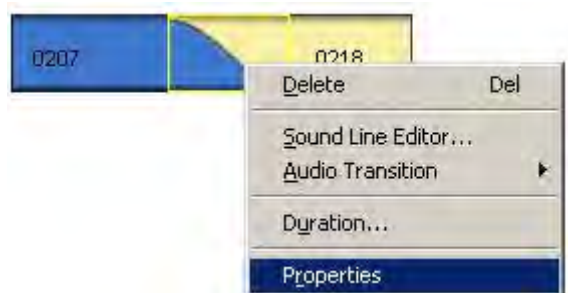 0207
0218
Delete Del
Sound Line Editor...
Audio Transition
Duration...
Properties